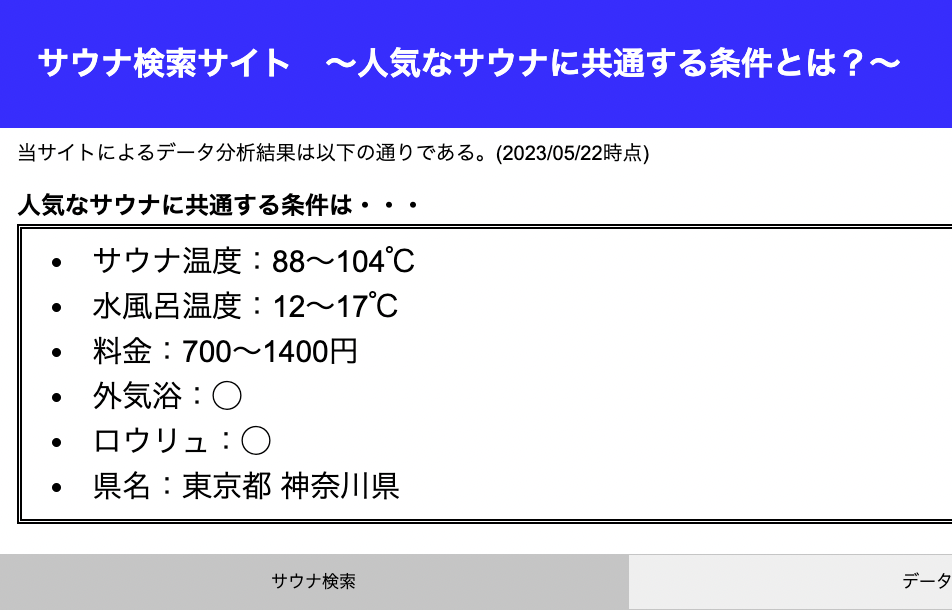 サウナ検索サイト　〜人気なサウナに共通する条件とは？〜
当サイトによるデータ分析結果は以下の通りである。(2023/05/22時点)
人気なサウナに共通する条件は・・・
• サウナ温度：88〜104℃
• 水風呂温度：12〜17℃
• 料金：700〜1400円
• 外気浴：◯
• ロウリュ：◯
• 県名：東京都 神奈川県
サウナ検索
データ